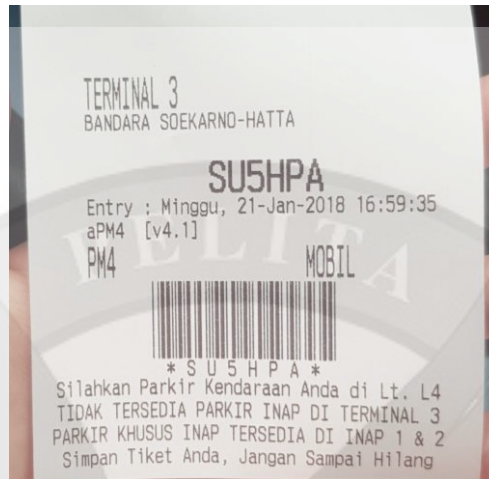 TERMINAL 3
BANDARA SOEKARNO-HATTA
SU5HPA
Entry : Minggu, 21-Jan-2018 16:59:35
aPM4 [v4.1]
PM4 MOBIL
*SU5HPA*
Silahkan Parkir Kendaraan Anda di Lt. L4
TIDAK TERSEDIA PARKIR INAP DI TERMINAL 3
PARKIR KHUSUS INAP TERSEDIA DI INAP 1 & 2
Simpan Tiket Anda, Jangan Sampai Hilang
PELITA